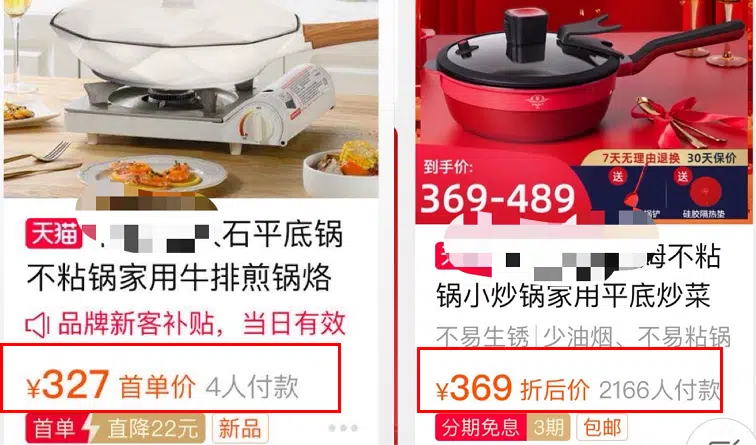 天猫
石平底锅
不粘锅家用牛排煎锅烙
品牌新客补贴，当日有效
¥327 首单价 4人付款
首单 直降22元 新品
到手价:
369-489
7天无理由退换 30天保价
送
锅铲
送
硅胶隔热垫
不粘
锅小炒锅家用平底炒菜
不易生锈|少油烟、不易粘锅
¥369 折后价 2166人付款
分期免息 3期 包邮